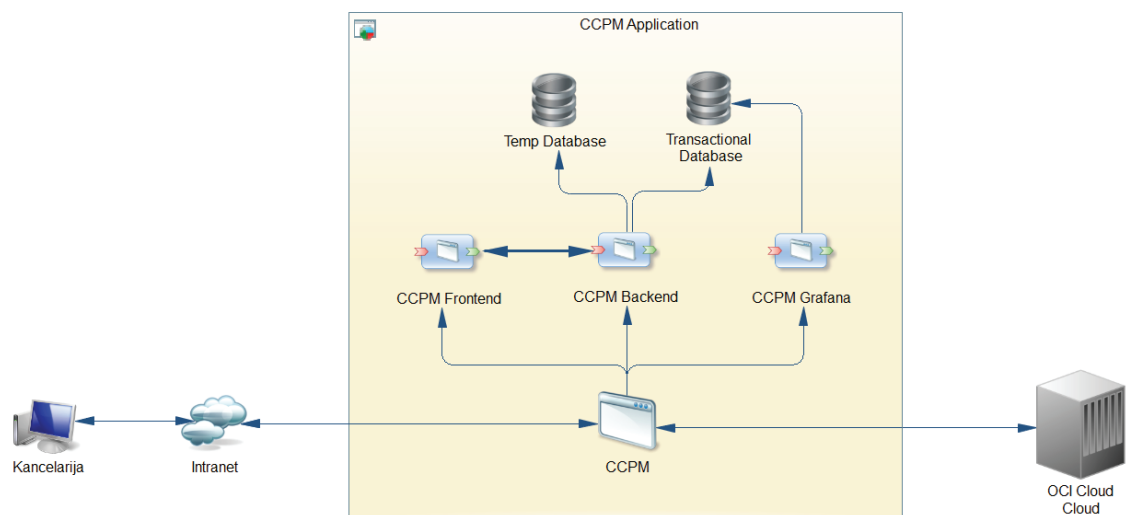 CCPM Application
Temp Database
Transactional
Database
CCPM Frontend
CCPM Backend
CCPM Grafana
Kancelarija
Intranet
CCPM
OCI Cloud
Cloud